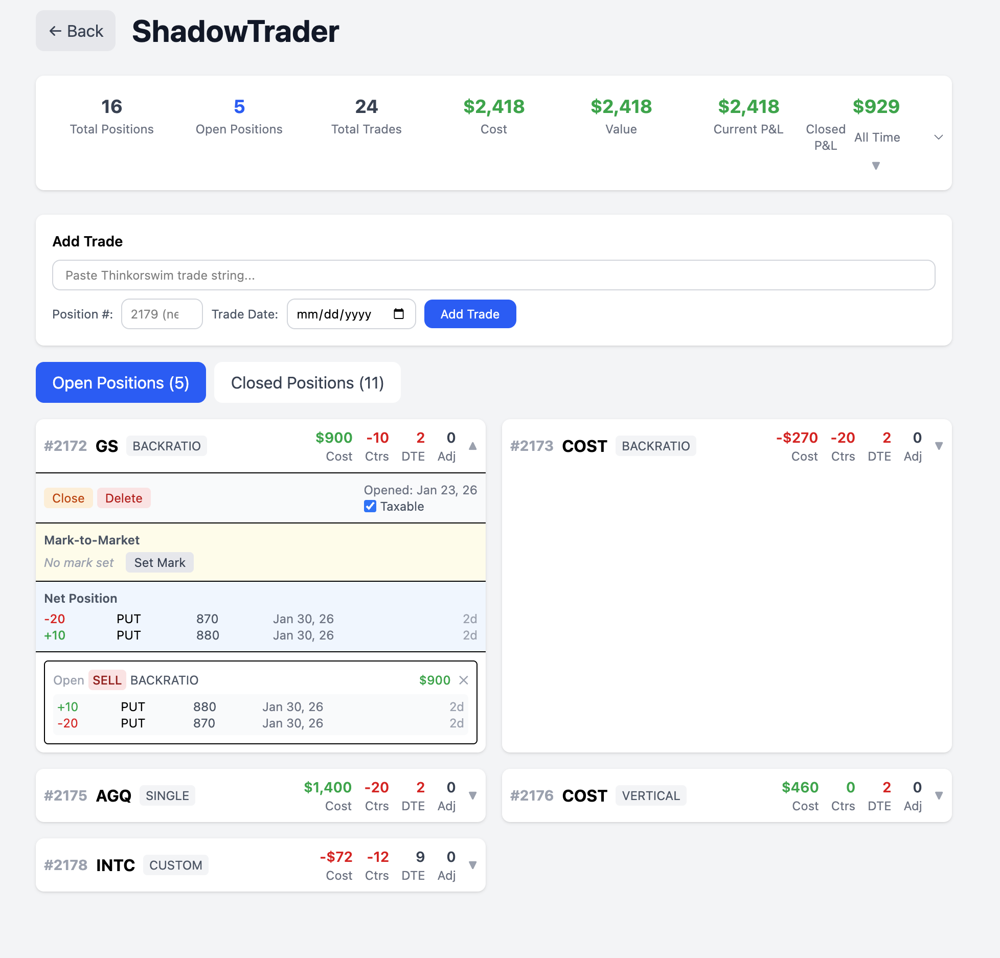 ← Back ShadowTrader
16 5 24 $2,418 $2,418 $2,418 $929
Total Positions Open Positions Total Trades Cost Value Current P&L Closed P&L All Time
▼
Add Trade
Paste Thinkorswim trade string...
Position #: 2179 (ne Trade Date: mm/dd/yyyy Add Trade
Open Positions (5) Closed Positions (11)
#2172 GS BACKRATIO $900 -10 2 0 ▲
Cost Ctrs DTE Adj
Close Delete Opened: Jan 23, 26
Taxable
Mark-to-Market
No mark set Set Mark
Net Position
-20 PUT 870 Jan 30, 26 2d
+10 PUT 880 Jan 30, 26 2d
Open SELL BACKRATIO $900 ×
+10 PUT 880 Jan 30, 26 2d
-20 PUT 870 Jan 30, 26 2d
#2173 COST BACKRATIO -$270 -20 2 0 ▼
Cost Ctrs DTE Adj
#2175 AGQ SINGLE $1,400 -20 2 0 ▼
Cost Ctrs DTE Adj
#2176 COST VERTICAL $460 0 2 0 ▼
Cost Ctrs DTE Adj
#2178 INTC CUSTOM -$72 -12 9 0 ▼
Cost Ctrs DTE Adj